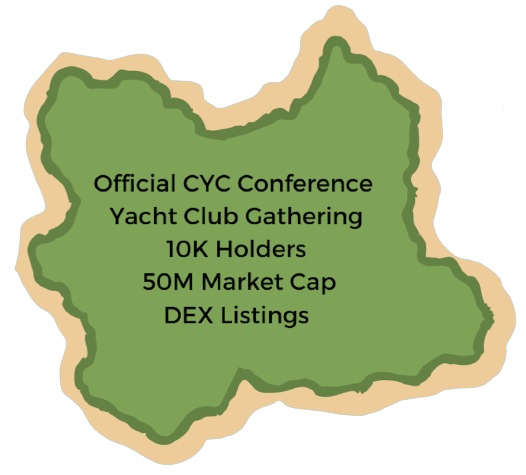 Official CYC Conference
Yacht Club Gathering
10K Holders
50M Market Cap
DEX Listings